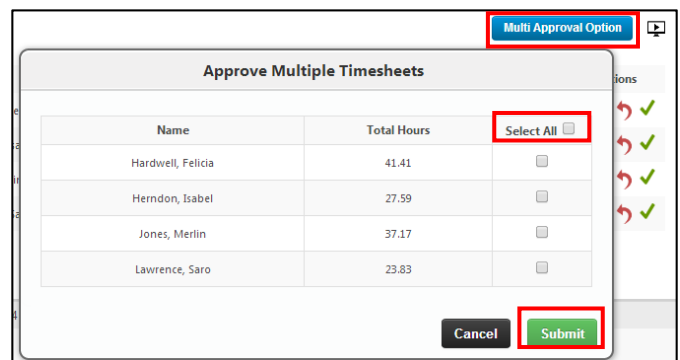 Multi Approval Option
Approve Multiple Timesheets
ions
Name Total Hours Select All
Hardwell, Felicia 41.41
Herndon, Isabel 27.59
Jones, Merlin 37.17
Lawrence, Saro 23.83
Cancel Submit